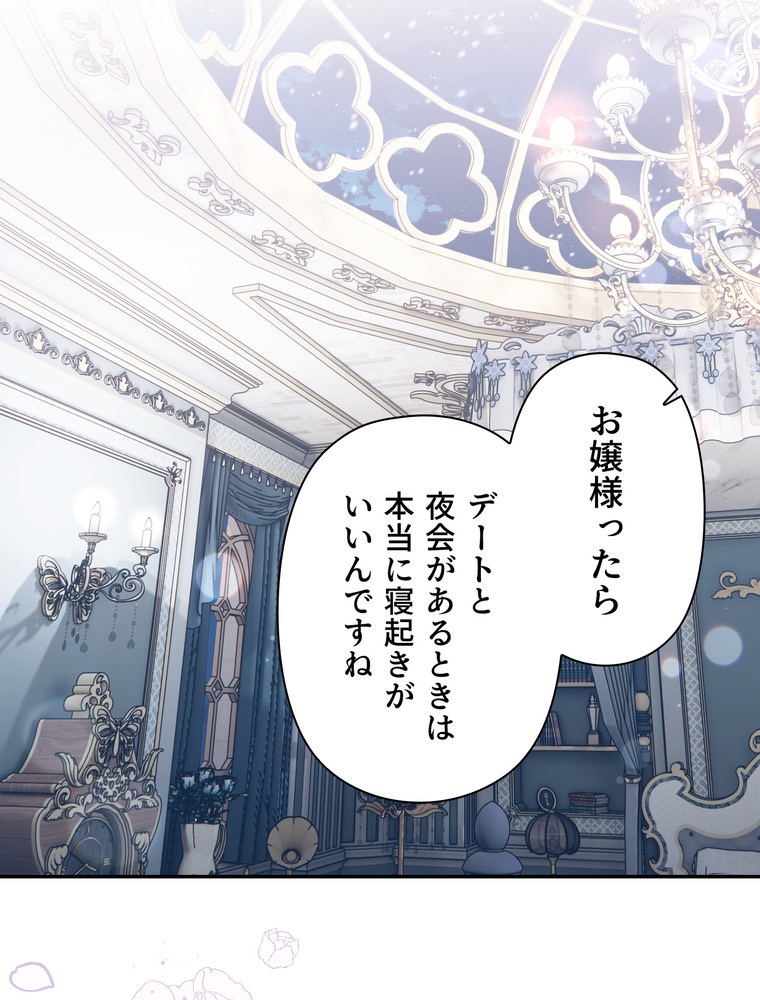 お嬢様ったら
デートと
夜会があるときは
本当に寝起きが
いいんですね